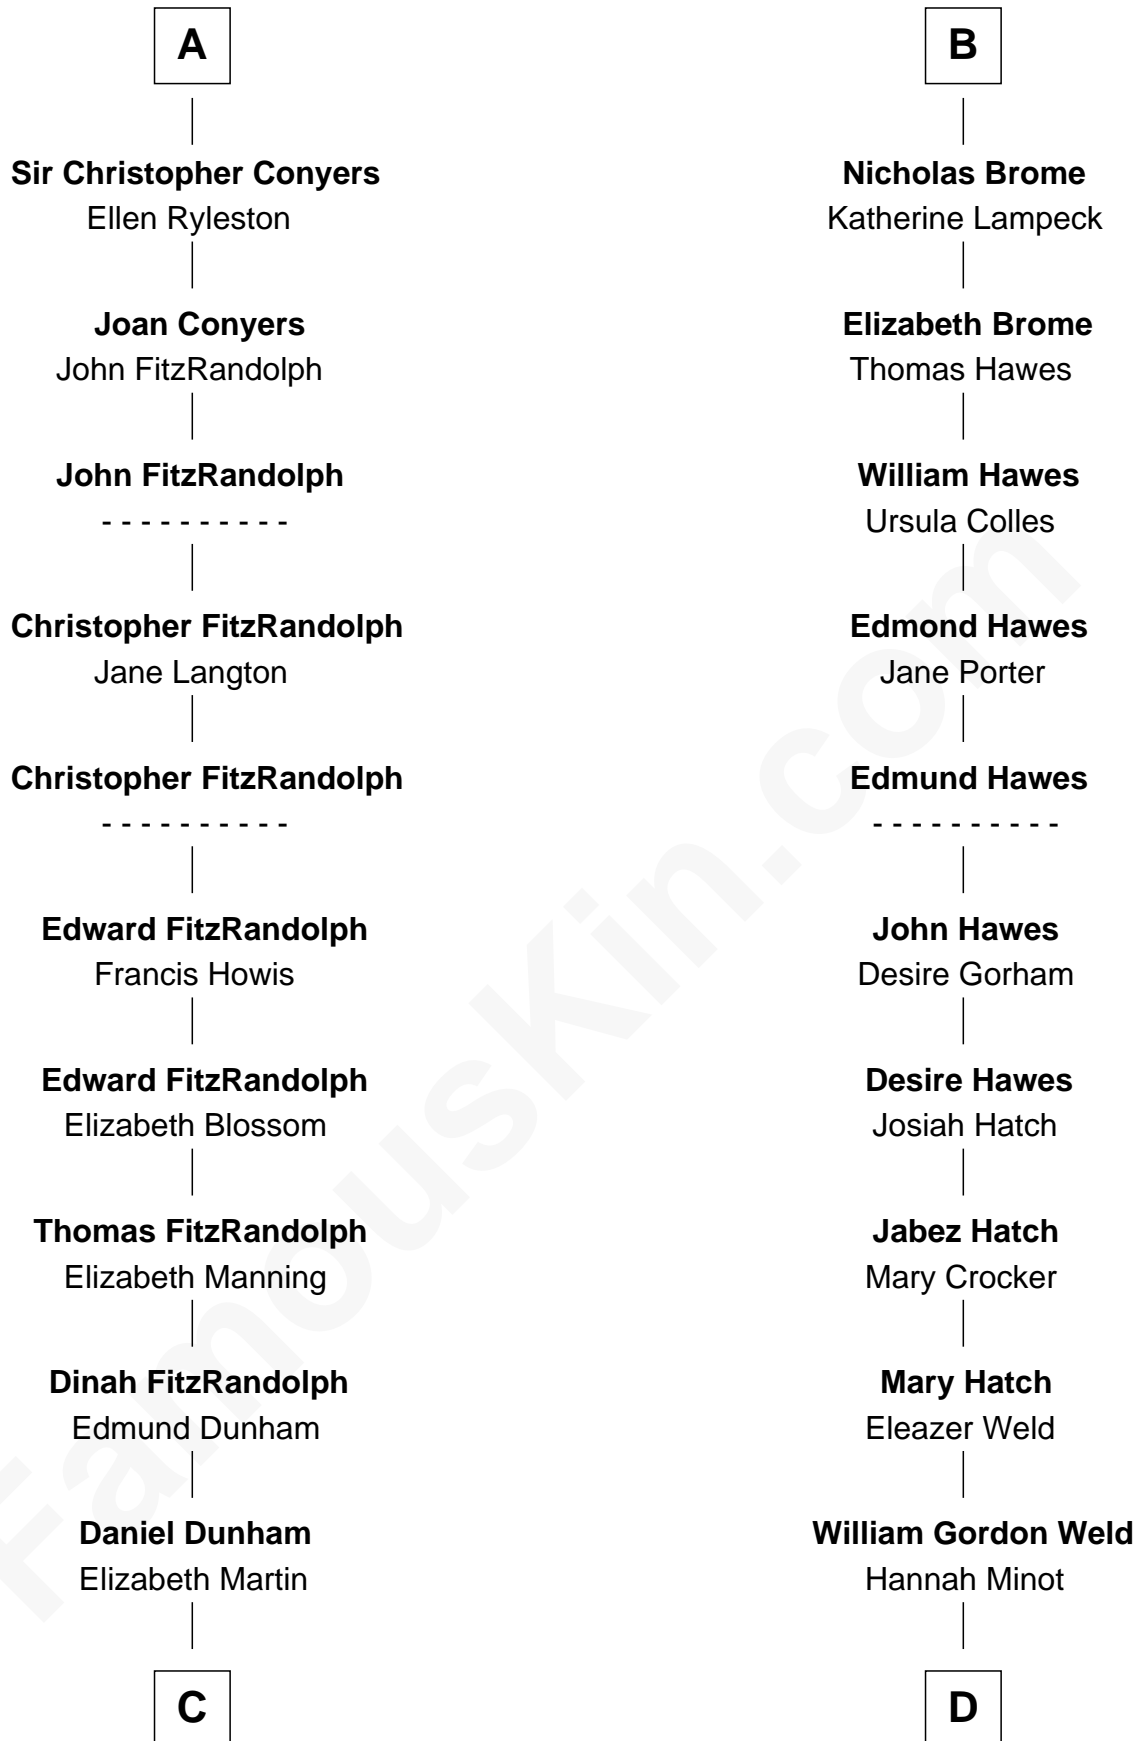 A
Sir Christopher Conyers
Ellen Ryleston
Joan Conyers
John FitzRandolph
John FitzRandolph
- - - - - - - - - -
Christopher FitzRandolph
Jane Langton
Christopher FitzRandolph
- - - - - - - - - -
Edward FitzRandolph
Francis Howis
Edward FitzRandolph
Elizabeth Blossom
Thomas FitzRandolph
Elizabeth Manning
Dinah FitzRandolph
Edmund Dunham
Daniel Dunham
Elizabeth Martin
C
B
Nicholas Brome
Katherine Lampeck
Elizabeth Brome
Thomas Hawes
William Hawes
Ursula Colles
Edmond Hawes
Jane Porter
Edmund Hawes
- - - - - - - - - -
John Hawes
Desire Gorham
Desire Hawes
Josiah Hatch
Jabez Hatch
Mary Crocker
Mary Hatch
Eleazer Weld
William Gordon Weld
Hannah Minot
D
FamousKin.com